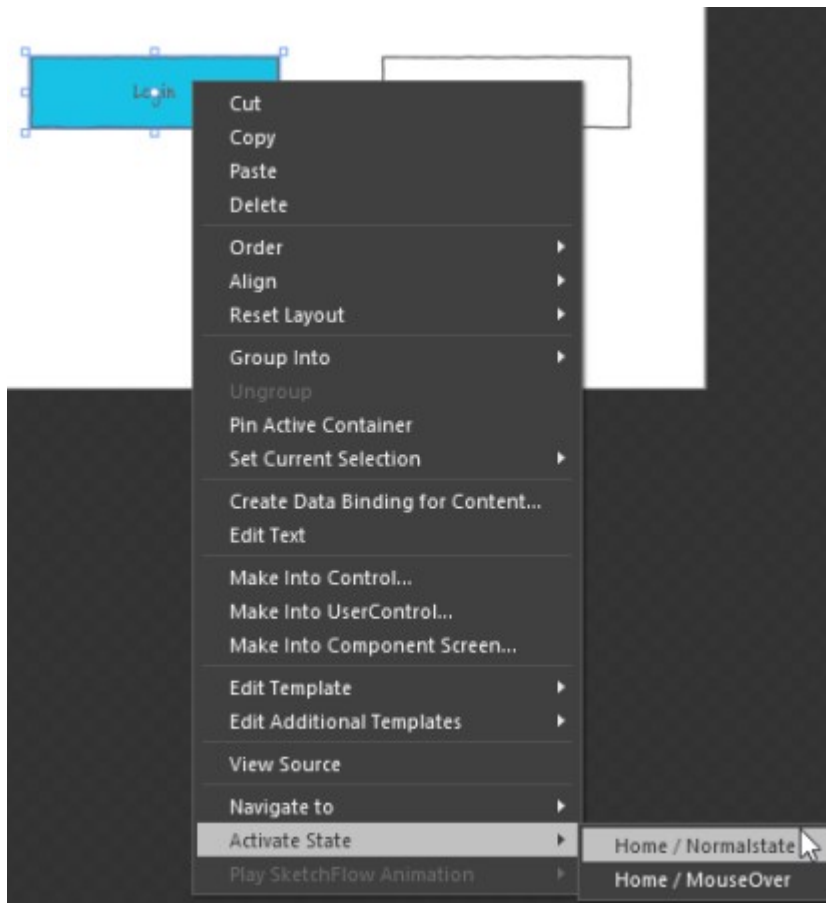 Login
Cut
Copy
Paste
Delete
Order
Align
Reset Layout
Group Into
Ungroup
Pin Active Container
Set Current Selection
Create Data Binding for Content...
Edit Text
Make Into Control...
Make Into UserControl...
Make Into Component Screen...
Edit Template
Edit Additional Templates
View Source
Navigate to
Activate State
Home / Normalstate
Play SketchFlow Animation
Home / MouseOver